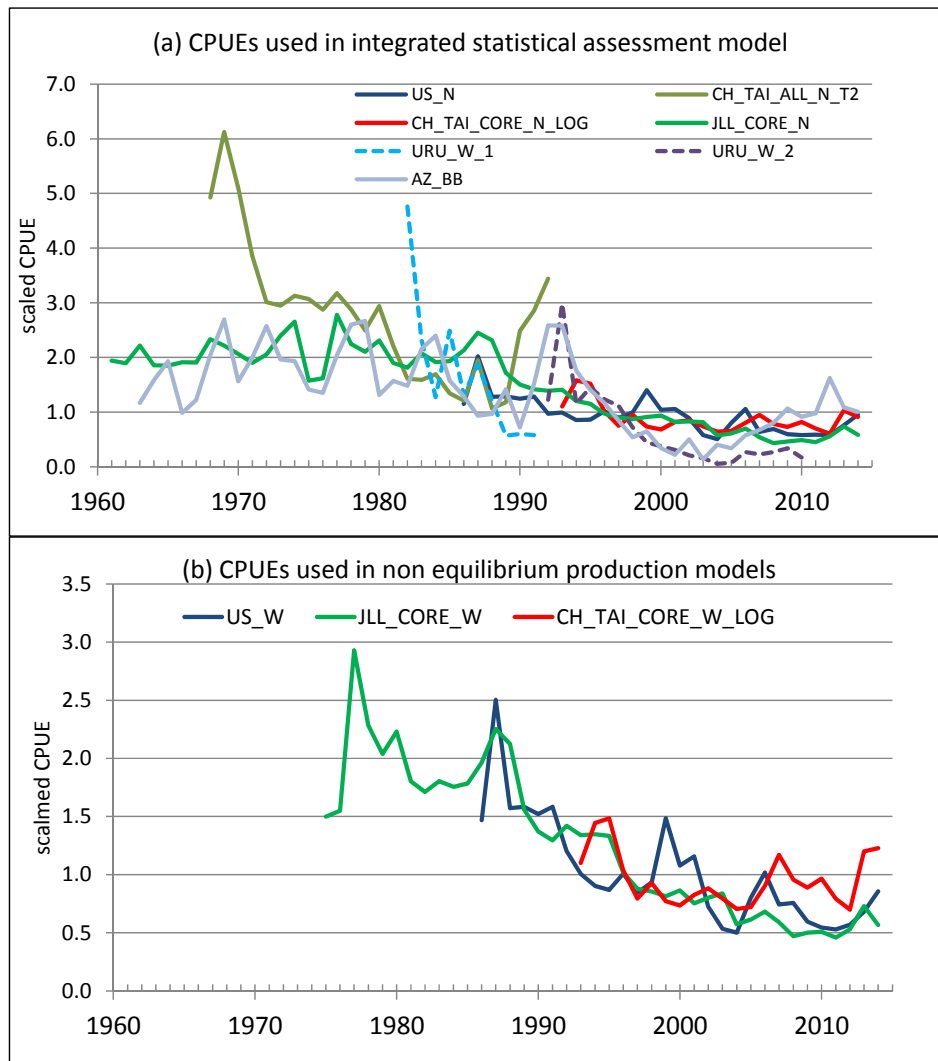 (a) CPUEs used in integrated statistical assessment model
7.0
US_N CH_TAI_ALL_N_T2
6.0
CH_TAI_CORE_N_LOG JLL_CORE_N
URU_W_1 URU_W_2
AZ_BB
5.0
4.0
3.0
2.0
1.0
0.0
scaled CPUE
1960 1970 1980 1990 2000 2010
(b) CPUEs used in non equilibrium production models
3.5
US_W JLL_CORE_W CH_TAI_CORE_W_LOG
3.0
2.5
2.0
1.5
1.0
0.5
0.0
scalmed CPUE
1960 1970 1980 1990 2000 2010